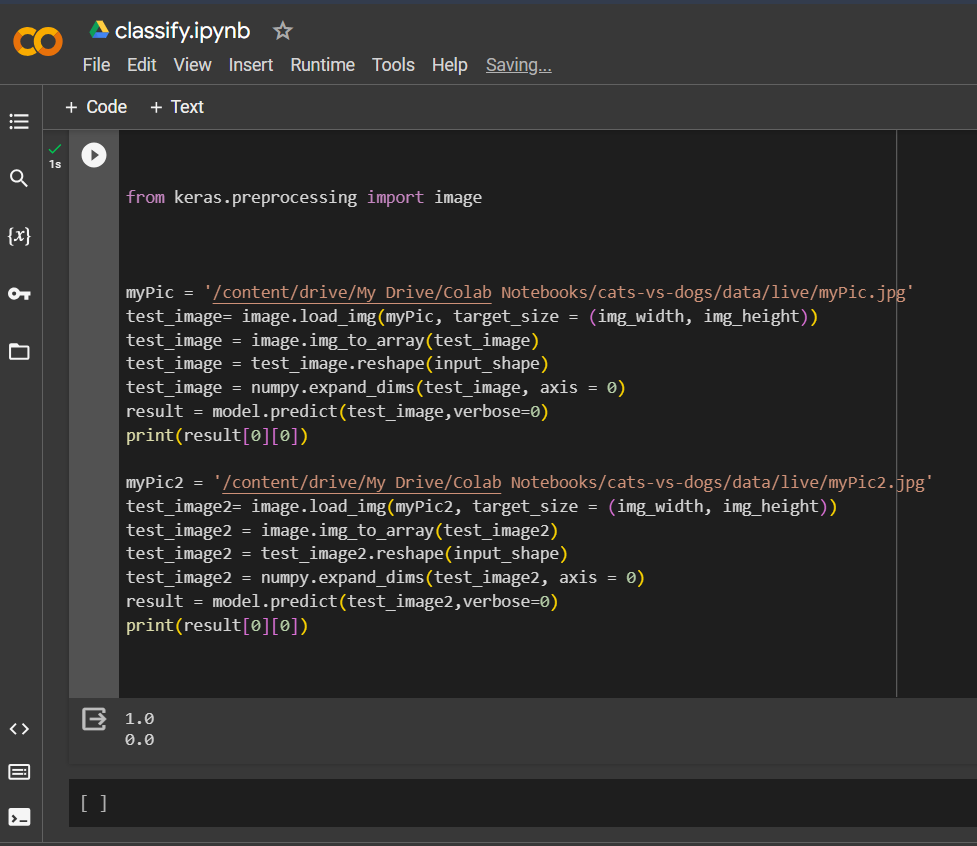 classify.ipynb
File Edit View Insert Runtime Tools Help Saving...
+ Code + Text
1s
from keras.preprocessing import image
myPic = '/content/drive/My Drive/Colab Notebooks/cats-vs-dogs/data/live/myPic.jpg'
test_image= image.load_img(myPic, target_size = (img_width, img_height))
test_image = image.img_to_array(test_image)
test_image = test_image.reshape(input_shape)
test_image = numpy.expand_dims(test_image, axis = 0)
result = model.predict(test_image,verbose=0)
print(result[0][0])
myPic2 = '/content/drive/My Drive/Colab Notebooks/cats-vs-dogs/data/live/myPic2.jpg'
test_image2= image.load_img(myPic2, target_size = (img_width, img_height))
test_image2 = image.img_to_array(test_image2)
test_image2 = test_image2.reshape(input_shape)
test_image2 = numpy.expand_dims(test_image2, axis = 0)
result = model.predict(test_image2,verbose=0)
print(result[0][0])
1.0
0.0
[ ]